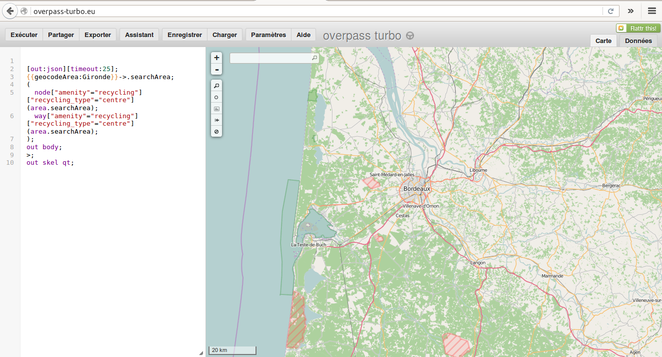 overpass-turbo.eu
Flattr this!
Exécuter Partager Exporter Assistant Enregistrer Charger Paramètres Aide overpass turbo Carte Données
1
2 [out:json][timeout:25];
3 {{geocodeArea:Gironde}}->.searchArea;
4 (
5 node["amenity"="recycling"]
["recycling_type"="centre"]
(area.searchArea);
6 way["amenity"="recycling"]
["recycling_type"="centre"]
(area.searchArea);
7 );
8 out body;
9 >;
10 out skel qt;
+
-
Périgueux
Saint-Médard-en-Jalles
Libourne
Bordeaux
Bergerac
Villenave-d'Ornon
Cestas
La Teste-de-Buch
Langon
Marmande
Villeneuve-sur-
Agen
20 km